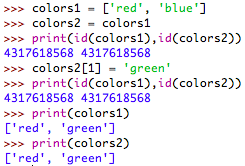 >>> colors1 = ['red', 'blue']
>>> colors2 = colors1
>>> print(id(colors1),id(colors2))
4317618568 4317618568
>>> colors2[1] = 'green'
>>> print(id(colors1),id(colors2))
4317618568 4317618568
>>> print(colors1)
['red', 'green']
>>> print(colors2)
['red', 'green']